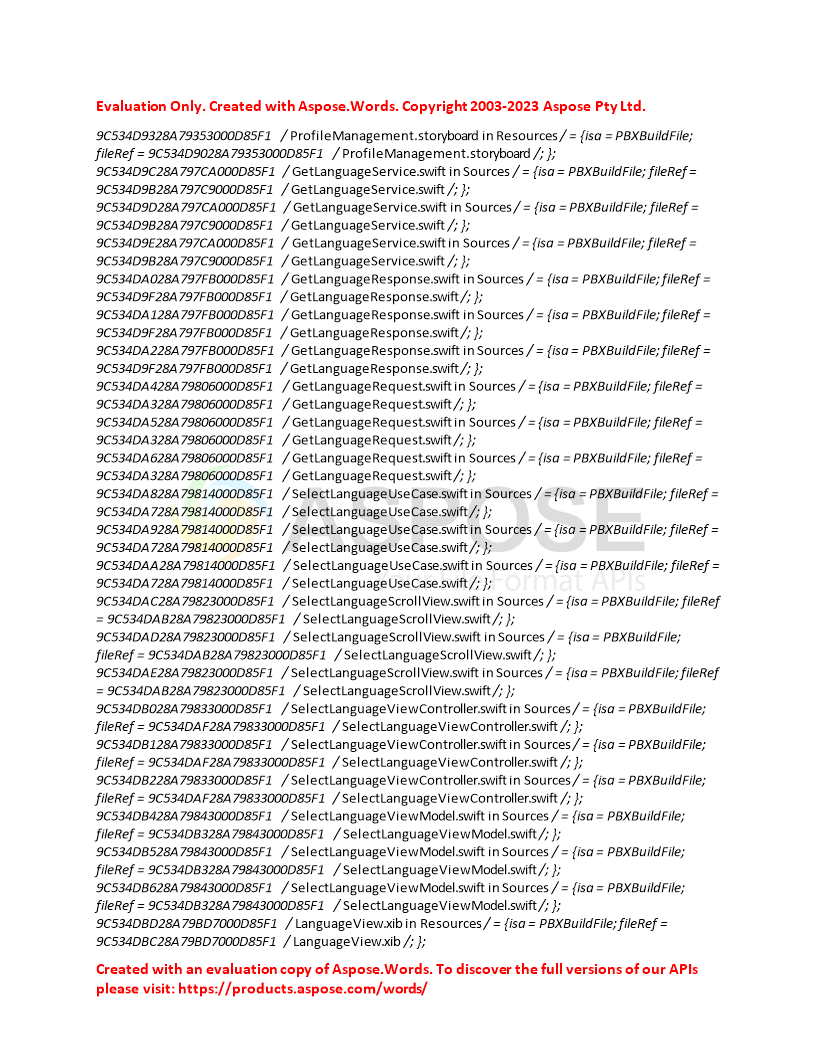 Evaluation Only. Created with Aspose.Words. Copyright 2003-2023 Aspose Pty Ltd.
9C534D9328A79353000D85F1 / ProfileManagement.storyboard in Resources / = {isa = PBXBuildFile;
fileRef = 9C534D9028A79353000D85F1 / ProfileManagement.storyboard /; };
9C534D9C28A797CA000D85F1 / GetLanguageService.swift in Sources / = {isa = PBXBuildFile; fileRef =
9C534D9B28A797C9000D85F1 / GetLanguageService.swift /; };
9C534D9D28A797CA000D85F1 / GetLanguageService.swift in Sources / = {isa = PBXBuildFile; fileRef =
9C534D9B28A797C9000D85F1 / GetLanguageService.swift /; };
9C534D9E28A797CA000D85F1 / GetLanguageService.swift in Sources / = {isa = PBXBuildFile; fileRef =
9C534D9B28A797C9000D85F1 / GetLanguageService.swift /; };
9C534DA028A797FB000D85F1 / GetLanguageResponse.swift in Sources / = {isa = PBXBuildFile; fileRef =
9C534D9F28A797FB000D85F1 / GetLanguageResponse.swift /; };
9C534DA128A797FB000D85F1 / GetLanguageResponse.swift in Sources / = {isa = PBXBuildFile; fileRef =
9C534D9F28A797FB000D85F1 / GetLanguageResponse.swift /; };
9C534DA228A797FB000D85F1 / GetLanguageResponse.swift in Sources / = {isa = PBXBuildFile; fileRef =
9C534D9F28A797FB000D85F1 / GetLanguageResponse.swift /; };
9C534DA428A79806000D85F1 / GetLanguageRequest.swift in Sources / = {isa = PBXBuildFile; fileRef =
9C534DA328A79806000D85F1 / GetLanguageRequest.swift /; };
9C534DA528A79806000D85F1 / GetLanguageRequest.swift in Sources / = {isa = PBXBuildFile; fileRef =
9C534DA328A79806000D85F1 / GetLanguageRequest.swift /; };
9C534DA628A79806000D85F1 / GetLanguageRequest.swift in Sources / = {isa = PBXBuildFile; fileRef =
9C534DA328A79806000D85F1 / GetLanguageRequest.swift /; };
9C534DA828A79814000D85F1 / SelectLanguageUseCase.swift in Sources / = {isa = PBXBuildFile; fileRef =
9C534DA728A79814000D85F1 / SelectLanguageUseCase.swift /; };
9C534DA928A79814000D85F1 / SelectLanguageUseCase.swift in Sources / = {isa = PBXBuildFile; fileRef =
9C534DA728A79814000D85F1 / SelectLanguageUseCase.swift /; };
9C534DAA28A79814000D85F1 / SelectLanguageUseCase.swift in Sources / = {isa = PBXBuildFile; fileRef =
9C534DA728A79814000D85F1 / SelectLanguageUseCase.swift /; };
9C534DAC28A79823000D85F1 / SelectLanguageScrollView.swift in Sources / = {isa = PBXBuildFile; fileRef
= 9C534DAB28A79823000D85F1 / SelectLanguageScrollView.swift /; };
9C534DAD28A79823000D85F1 / SelectLanguageScrollView.swift in Sources / = {isa = PBXBuildFile;
fileRef = 9C534DAB28A79823000D85F1 / SelectLanguageScrollView.swift /; };
9C534DAE28A79823000D85F1 / SelectLanguageScrollView.swift in Sources / = {isa = PBXBuildFile; fileRef
= 9C534DAB28A79823000D85F1 / SelectLanguageScrollView.swift /; };
9C534DB028A79833000D85F1 / SelectLanguageViewController.swift in Sources / = {isa = PBXBuildFile;
fileRef = 9C534DAF28A79833000D85F1 / SelectLanguageViewController.swift /; };
9C534DB128A79833000D85F1 / SelectLanguageViewController.swift in Sources / = {isa = PBXBuildFile;
fileRef = 9C534DAF28A79833000D85F1 / SelectLanguageViewController.swift /; };
9C534DB228A79833000D85F1 / SelectLanguageViewController.swift in Sources / = {isa = PBXBuildFile;
fileRef = 9C534DAF28A79833000D85F1 / SelectLanguageViewController.swift /; };
9C534DB428A79843000D85F1 / SelectLanguageViewModel.swift in Sources / = {isa = PBXBuildFile;
fileRef = 9C534DB328A79843000D85F1 / SelectLanguageViewModel.swift /; };
9C534DB528A79843000D85F1 / SelectLanguageViewModel.swift in Sources / = {isa = PBXBuildFile;
fileRef = 9C534DB328A79843000D85F1 / SelectLanguageViewModel.swift /; };
9C534DB628A79843000D85F1 / SelectLanguageViewModel.swift in Sources / = {isa = PBXBuildFile;
fileRef = 9C534DB328A79843000D85F1 / SelectLanguageViewModel.swift /; };
9C534DBD28A79BD7000D85F1 / LanguageView.xib in Resources / = {isa = PBXBuildFile; fileRef =
9C534DBC28A79BD7000D85F1 / LanguageView.xib /; };
Created with an evaluation copy of Aspose.Words. To discover the full versions of our APIs
please visit: https://products.aspose.com/words/
ASPOSE
Format APIs